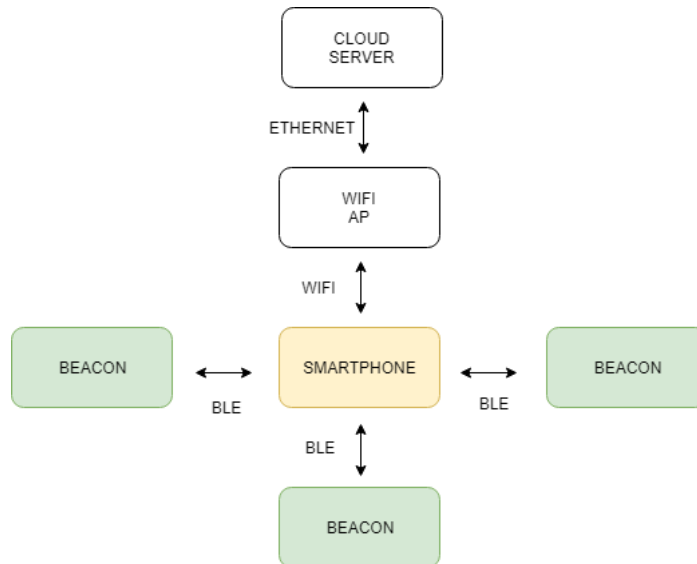 CLOUD
SERVER
ETHERNET
WIFI
AP
WIFI
BEACON
SMARTPHONE
BEACON
BLE
BLE
BLE
BEACON